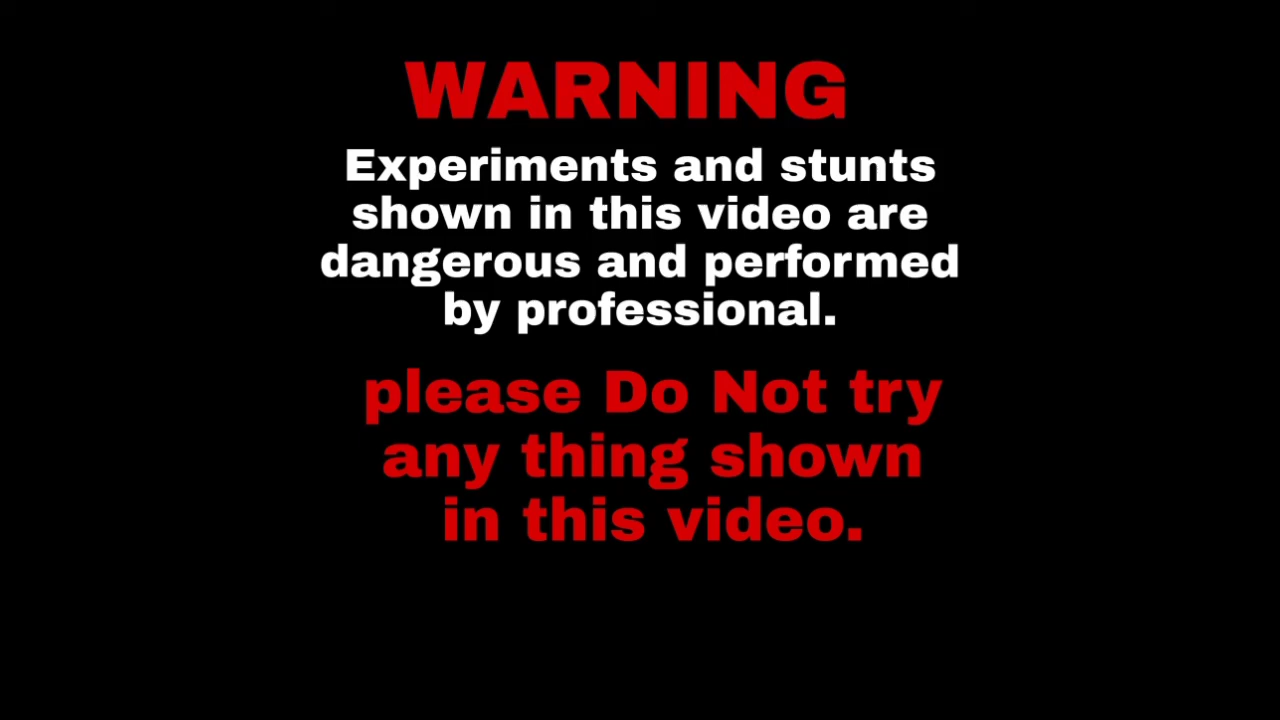 WARNING
Experiments and stunts
shown in this video are
dangerous and performed
by professional.
please Do Not try
any thing shown
in this video.